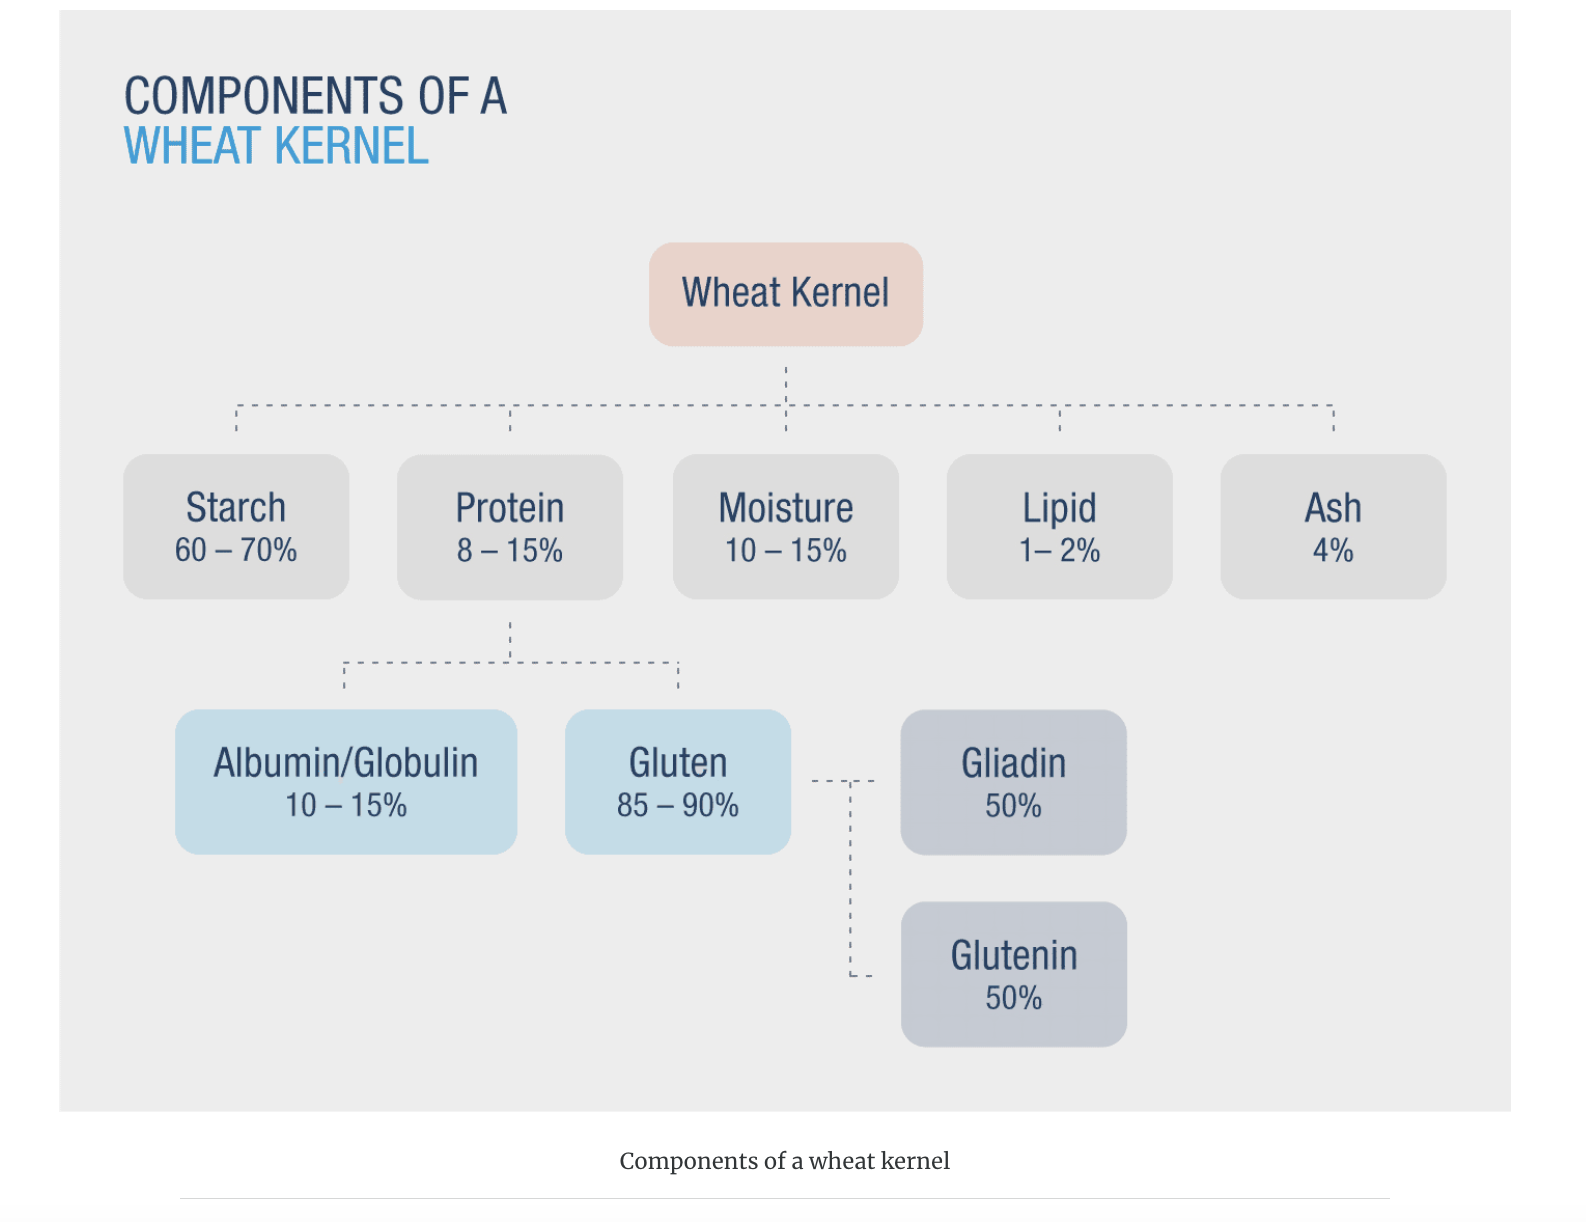 COMPONENTS OF A
WHEAT KERNEL
Wheat Kernel
Starch
60 – 70%
Protein
8 – 15%
Moisture
10 – 15%
Lipid
1– 2%
Ash
4%
Albumin/Globulin
10 – 15%
Gluten
85 – 90%
Gliadin
50%
Glutenin
50%
Components of a wheat kernel